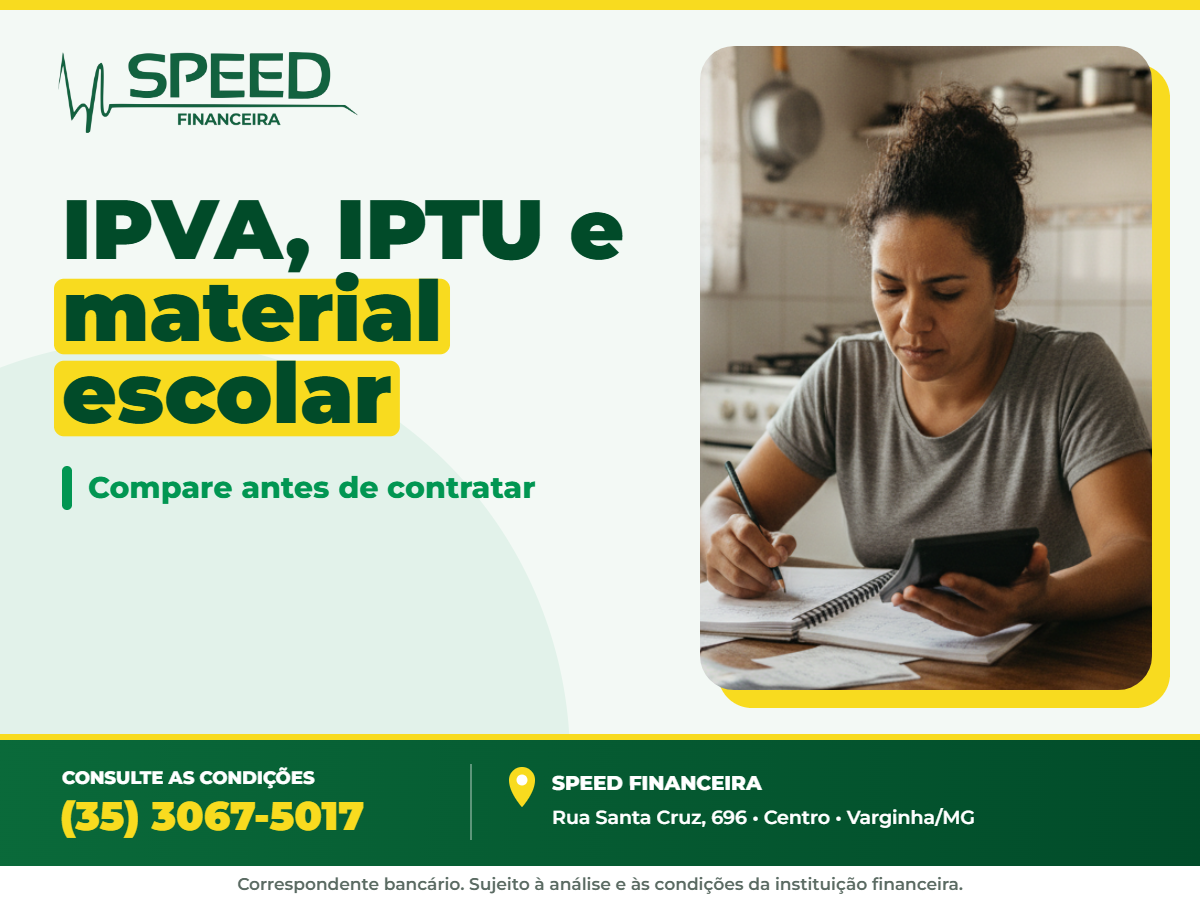 SPEED
FINANCEIRA
IPVA, IPTU e
material
escolar
Compare antes de contratar
CONSULTE AS CONDIÇÕES
(35) 3067-5017
SPEED FINANCEIRA
Rua Santa Cruz, 696 • Centro • Varginha/MG
Correspondente bancário. Sujeito à análise e às condições da instituição financeira.